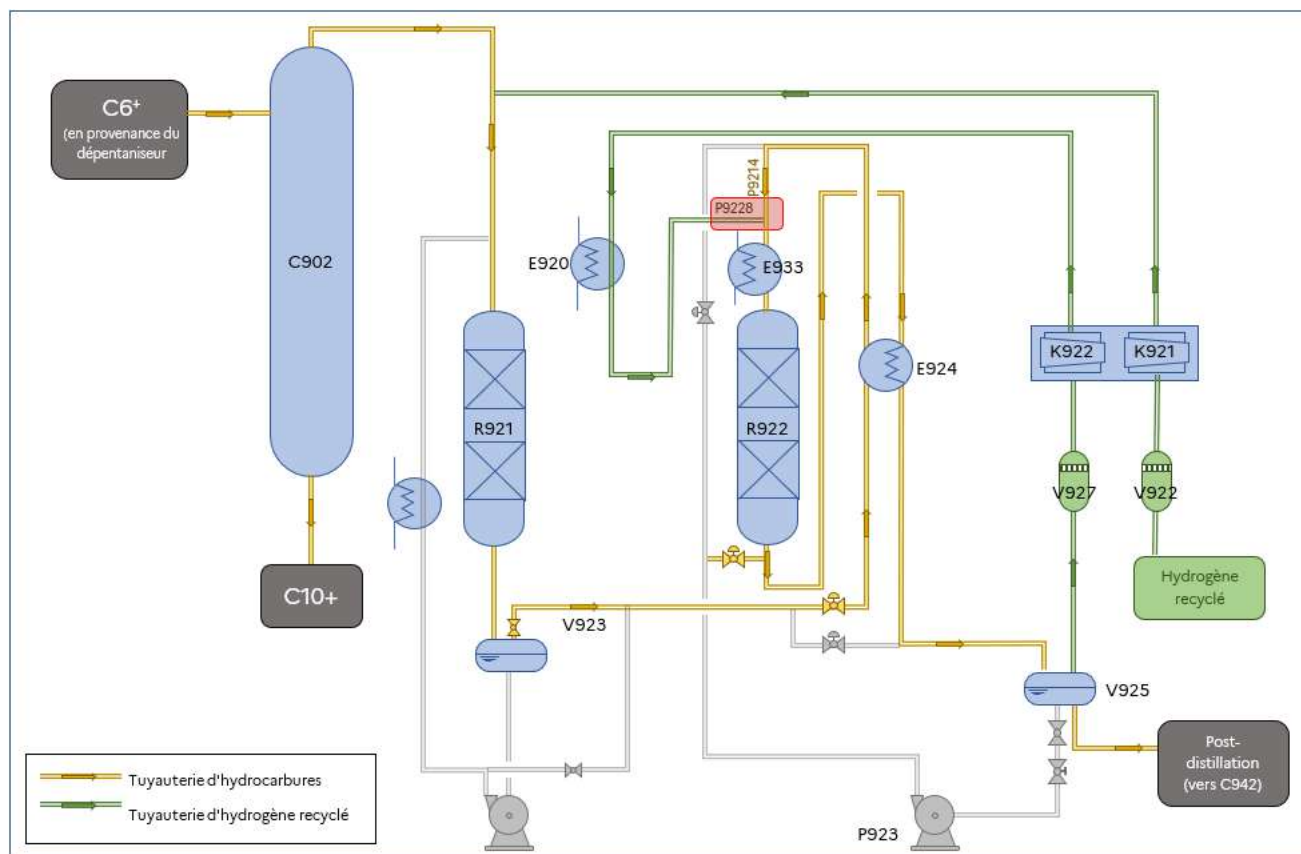 C6+
(en provenance du
dépentaniseur
C902
C10+
E920
P9214
P9228
E933
R921
R922
E924
K922
K921
V927
V922
Hydrogène
recyclé
V923
V925
Post-
distillation
(vers C942)
P923
Tuyauterie d'hydrocarbures
Tuyauterie d'hydrogène recyclé